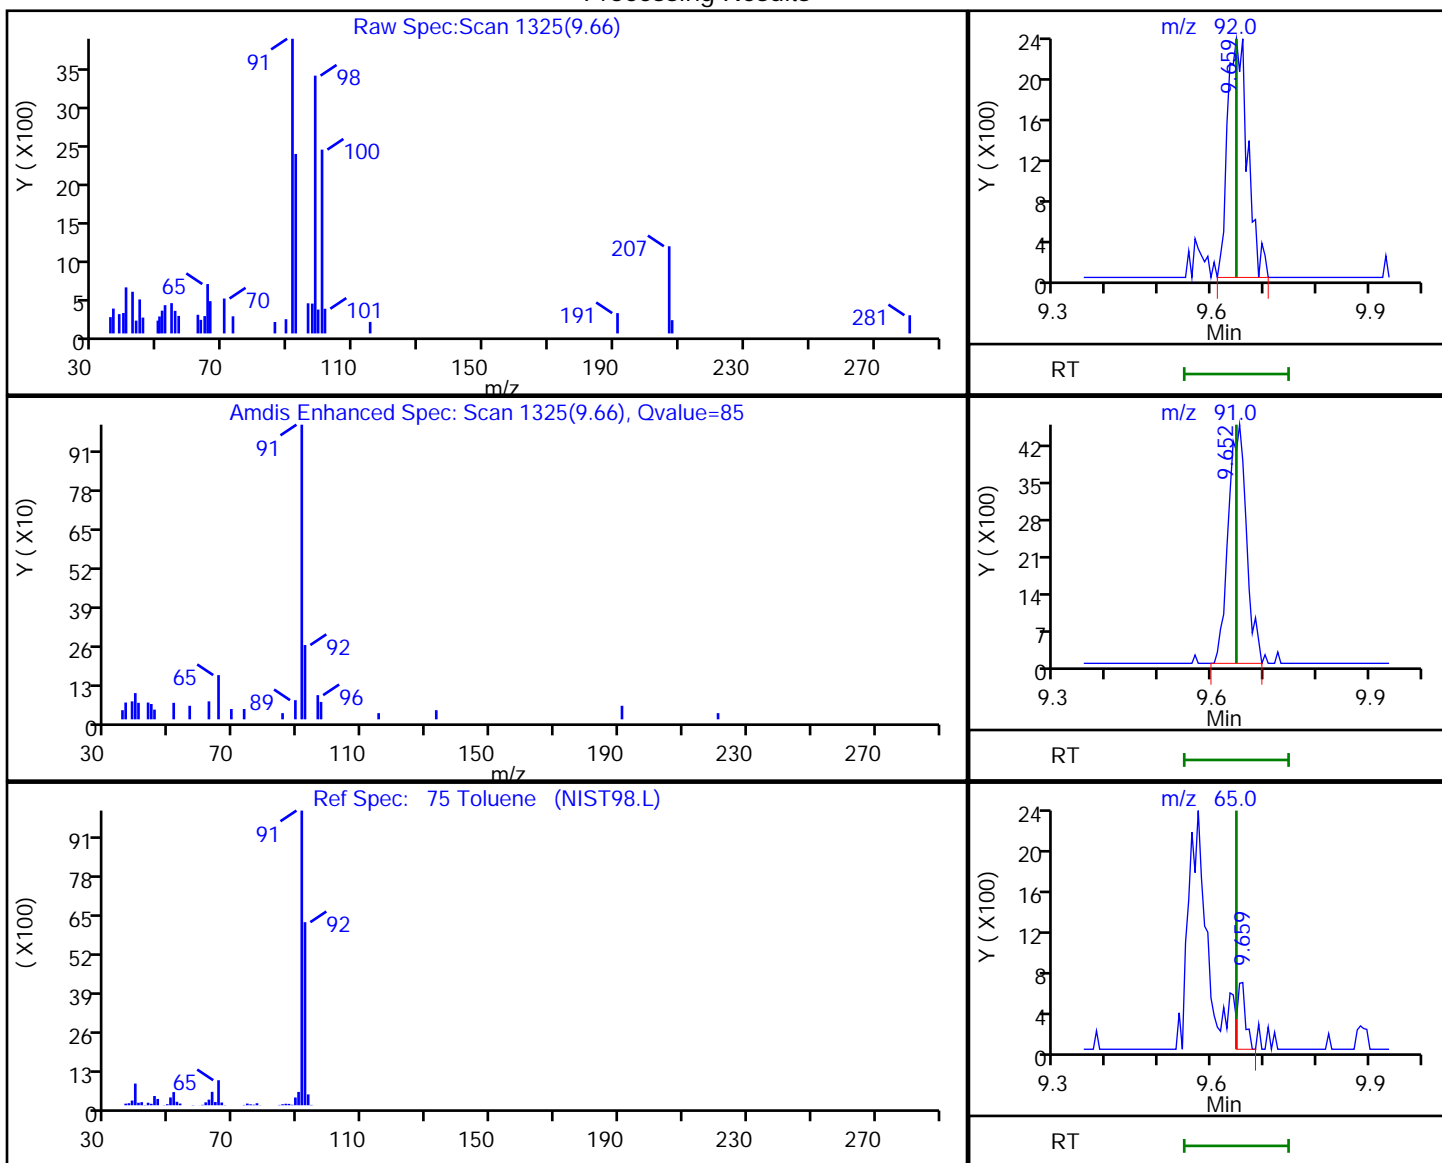 Raw Spec:Scan 1325(9.66)
Y ( X100)
35
30
25
20
15
10
5
0
91
98
100
65
70
101
191
207
281
30 70 110 150 190 230 270
m/z
m/z 92.0
Y ( X100)
24
20
16
12
8
4
0
9.659
9.3 9.6 9.9
Min
RT
Amdis Enhanced Spec: Scan 1325(9.66), Qvalue=85
Y ( X10)
91
78
65
52
39
26
13
0
91
92
65
89
96
30 70 110 150 190 230 270
m/z
m/z 91.0
Y ( X100)
42
35
28
21
14
7
0
9.652
9.3 9.6 9.9
Min
RT
Ref Spec: 75 Toluene (NIST98.L)
( X100)
91
78
65
52
39
26
13
0
91
92
65
30 70 110 150 190 230 270
m/z 65.0
Y ( X100)
24
20
16
12
8
4
0
9.659
9.3 9.6 9.9
Min
RT